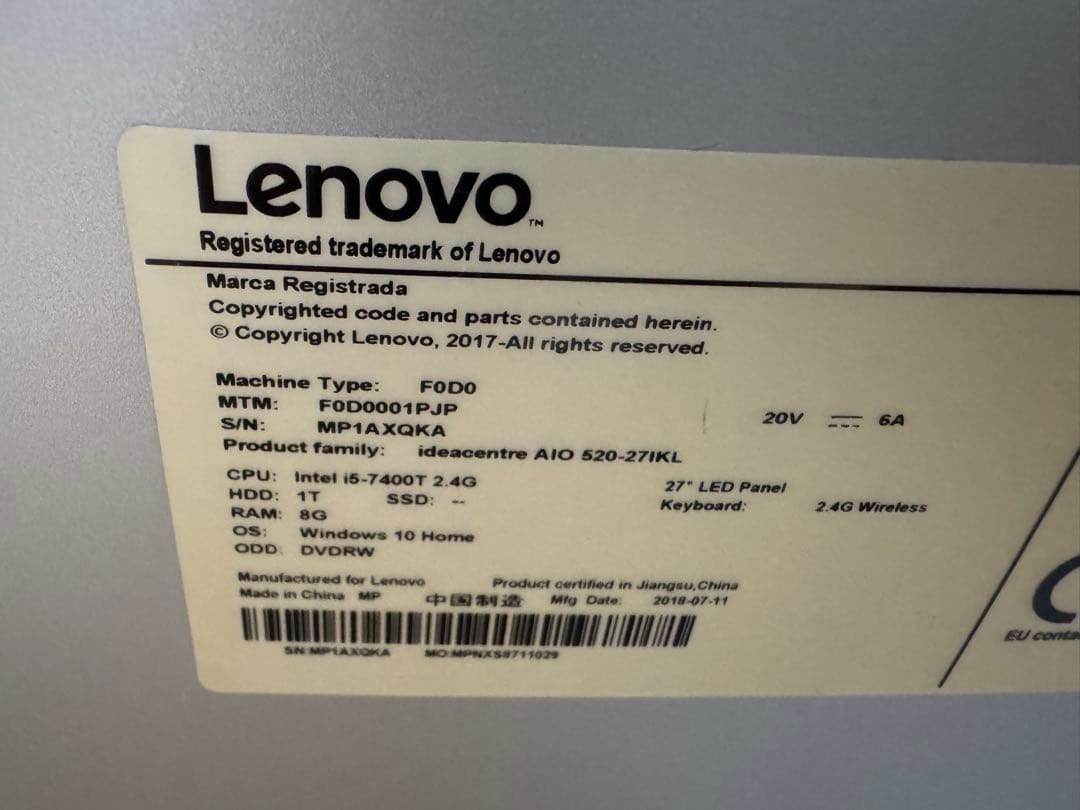 Lenovo™
Registered trademark of Lenovo
Marca Registrada
Copyrighted code and parts contained herein.
© Copyright Lenovo, 2017-All rights reserved.
Machine Type: F0D0
MTM: F0D0001PJP
S/N: MP1AXQKA
20V ⎓ 6A
Product family: ideacentre AIO 520-27IKL
CPU: Intel i5-7400T 2.4G
27" LED Panel
HDD: 1T SSD: --
Keyboard: 2.4G Wireless
RAM: 8G
OS: Windows 10 Home
ODD: DVDRW
Manufactured for Lenovo Product certified in Jiangsu,China
Made in China MP 中国制造 Mfg Date: 2018-07-11
SN:MP1AXQKA MO:MPNXS8711029
EU conta